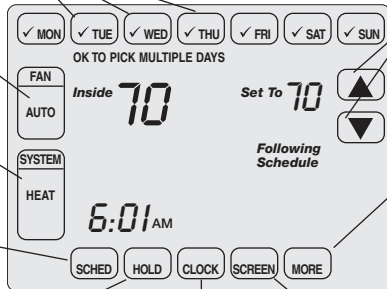 ✓ MON ✓ TUE ✓ WED ✓ THU ✓ FRI ✓ SAT ✓ SUN
OK TO PICK MULTIPLE DAYS
FAN
AUTO
Inside 70
Set To 70
Following
Schedule
SYSTEM
HEAT
6:01 AM
SCHED HOLD CLOCK SCREEN MORE